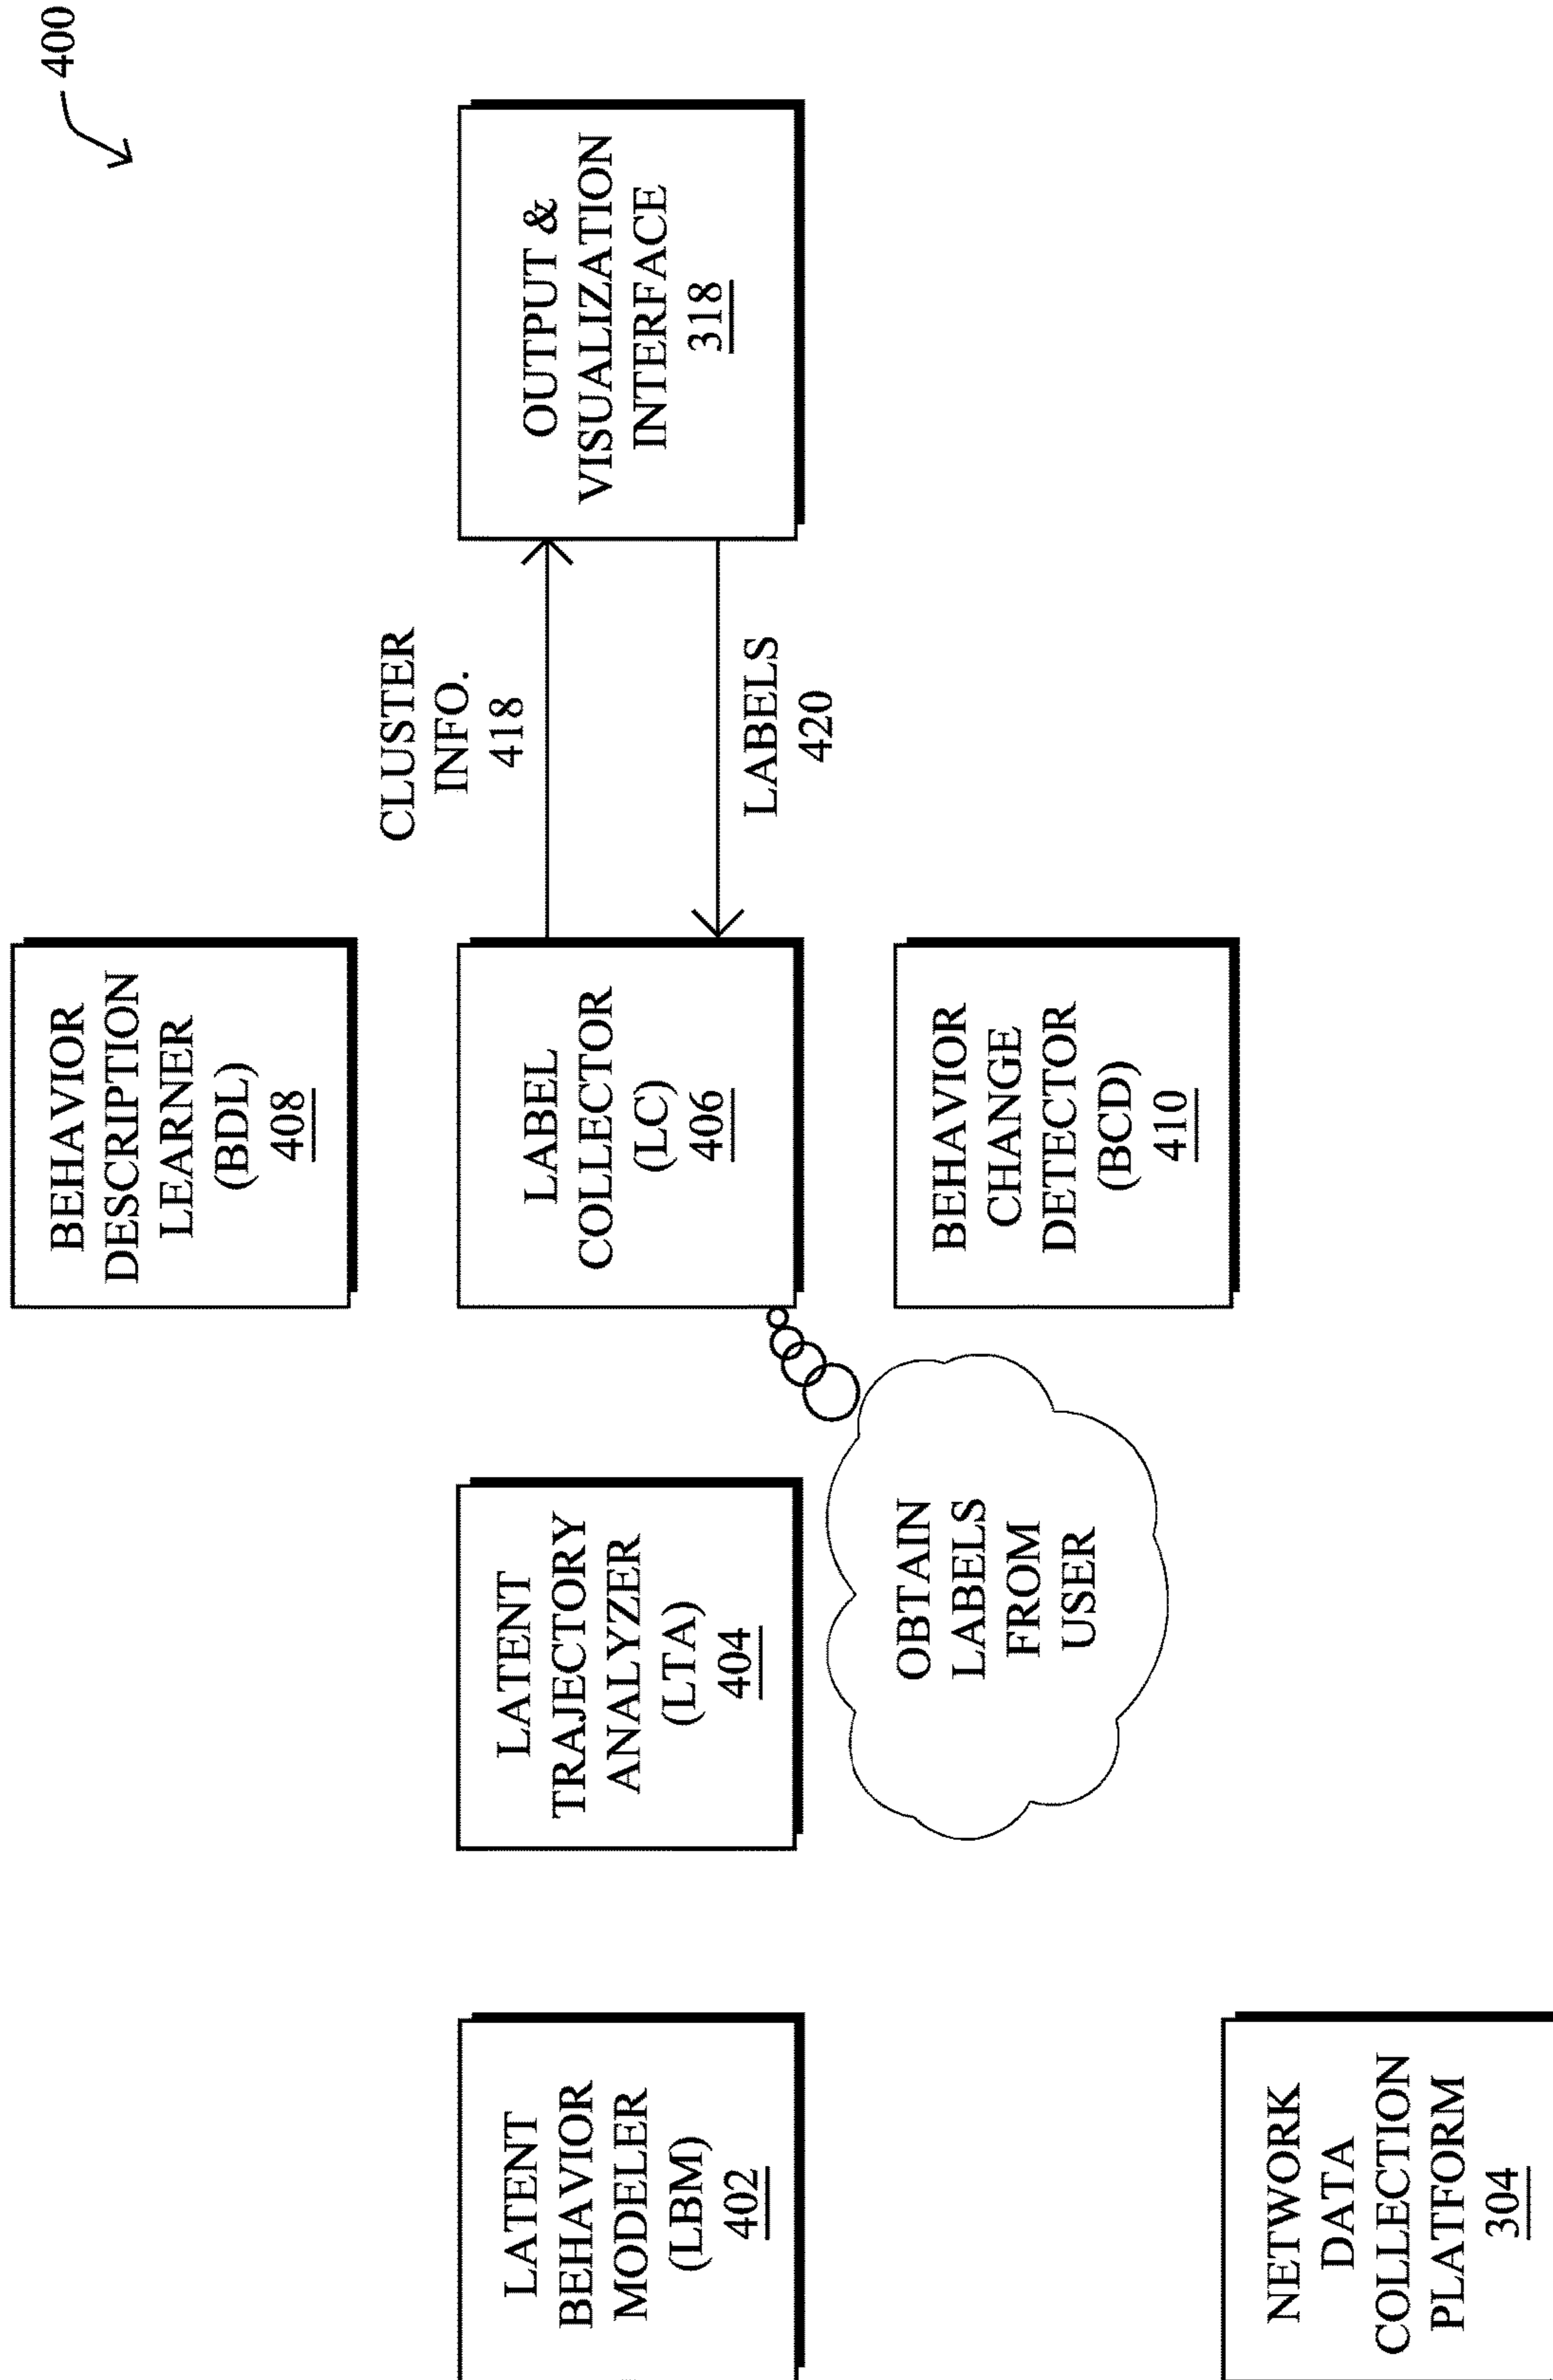 400
BEHAVIOR
DESCRIPTION
LEARNER
(BDL)
408
LATENT
BEHAVIOR
MODELER
(LBM)
402
LATENT
TRAJECTORY
ANALYZER
(LTA)
404
LABEL
COLLECTOR
(LC)
406
CLUSTER
INFO.
418
LABELS
420
OUTPUT &
VISUALIZATION
INTERFACE
318
OBTAIN
LABELS
FROM
USER
BEHAVIOR
CHANGE
DETECTOR
(BCD)
410
NETWORK
DATA
COLLECTION
PLATFORM
304